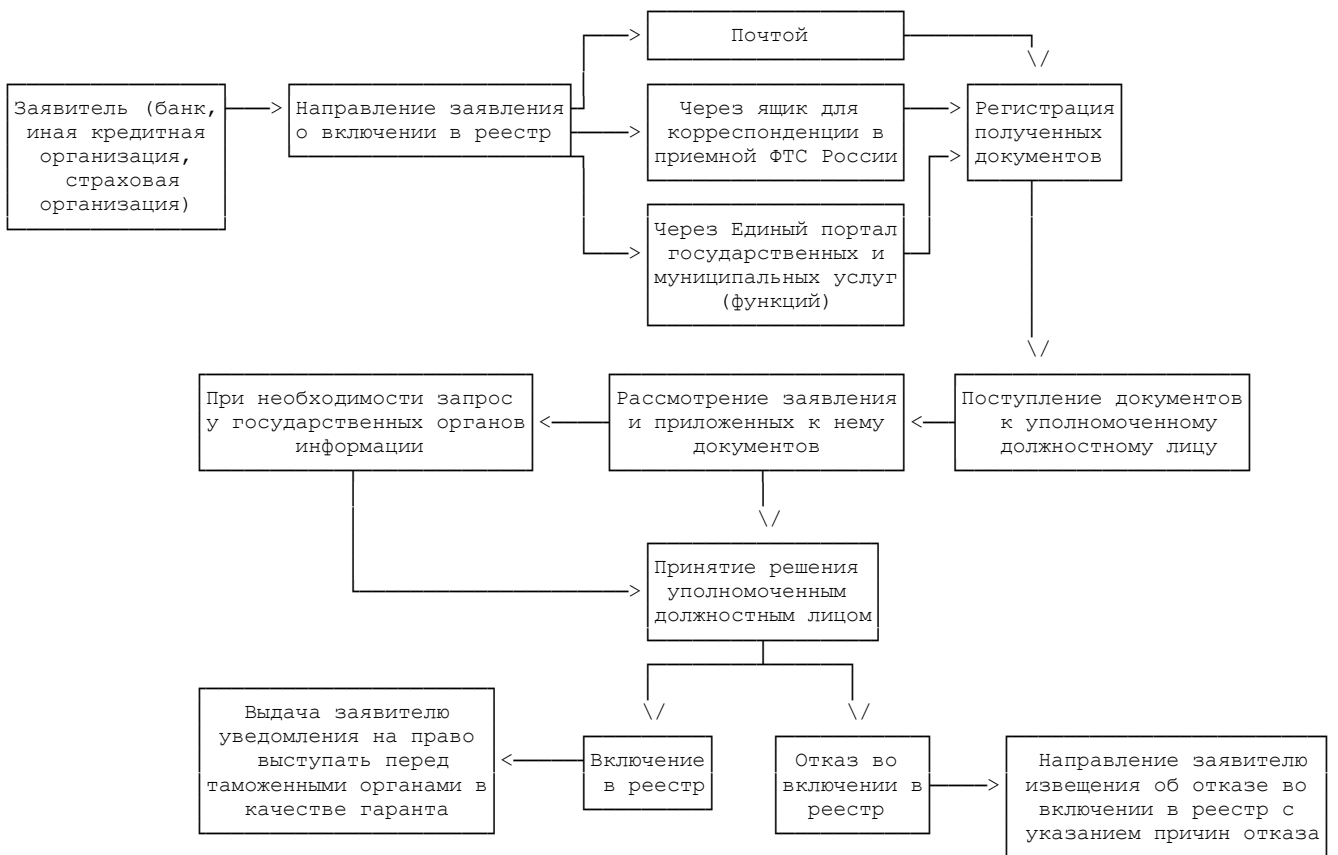 Почтой
Заявитель (банк,
иная кредитная
организация,
страховая
организация)
Направление заявления
о включении в реестр
Через ящик для
корреспонденции в
приемной ФТС России
Регистрация
полученных
документов
Через Единый портал
государственных и
муниципальных услуг
(функций)
При необходимости запрос
у государственных органов
информации
Рассмотрение заявления
и приложенных к нему
документов
Поступление документов
к уполномоченному
должностному лицу
Принятие решения
уполномоченным
должностным лицом
Выдача заявителю
уведомления на право
выступать перед
таможенными органами в
качестве гаранта
Включение
в реестр
Отказ во
включении в
реестр
Направление заявителю
извещения об отказе во
включении в реестр с
указанием причин отказа